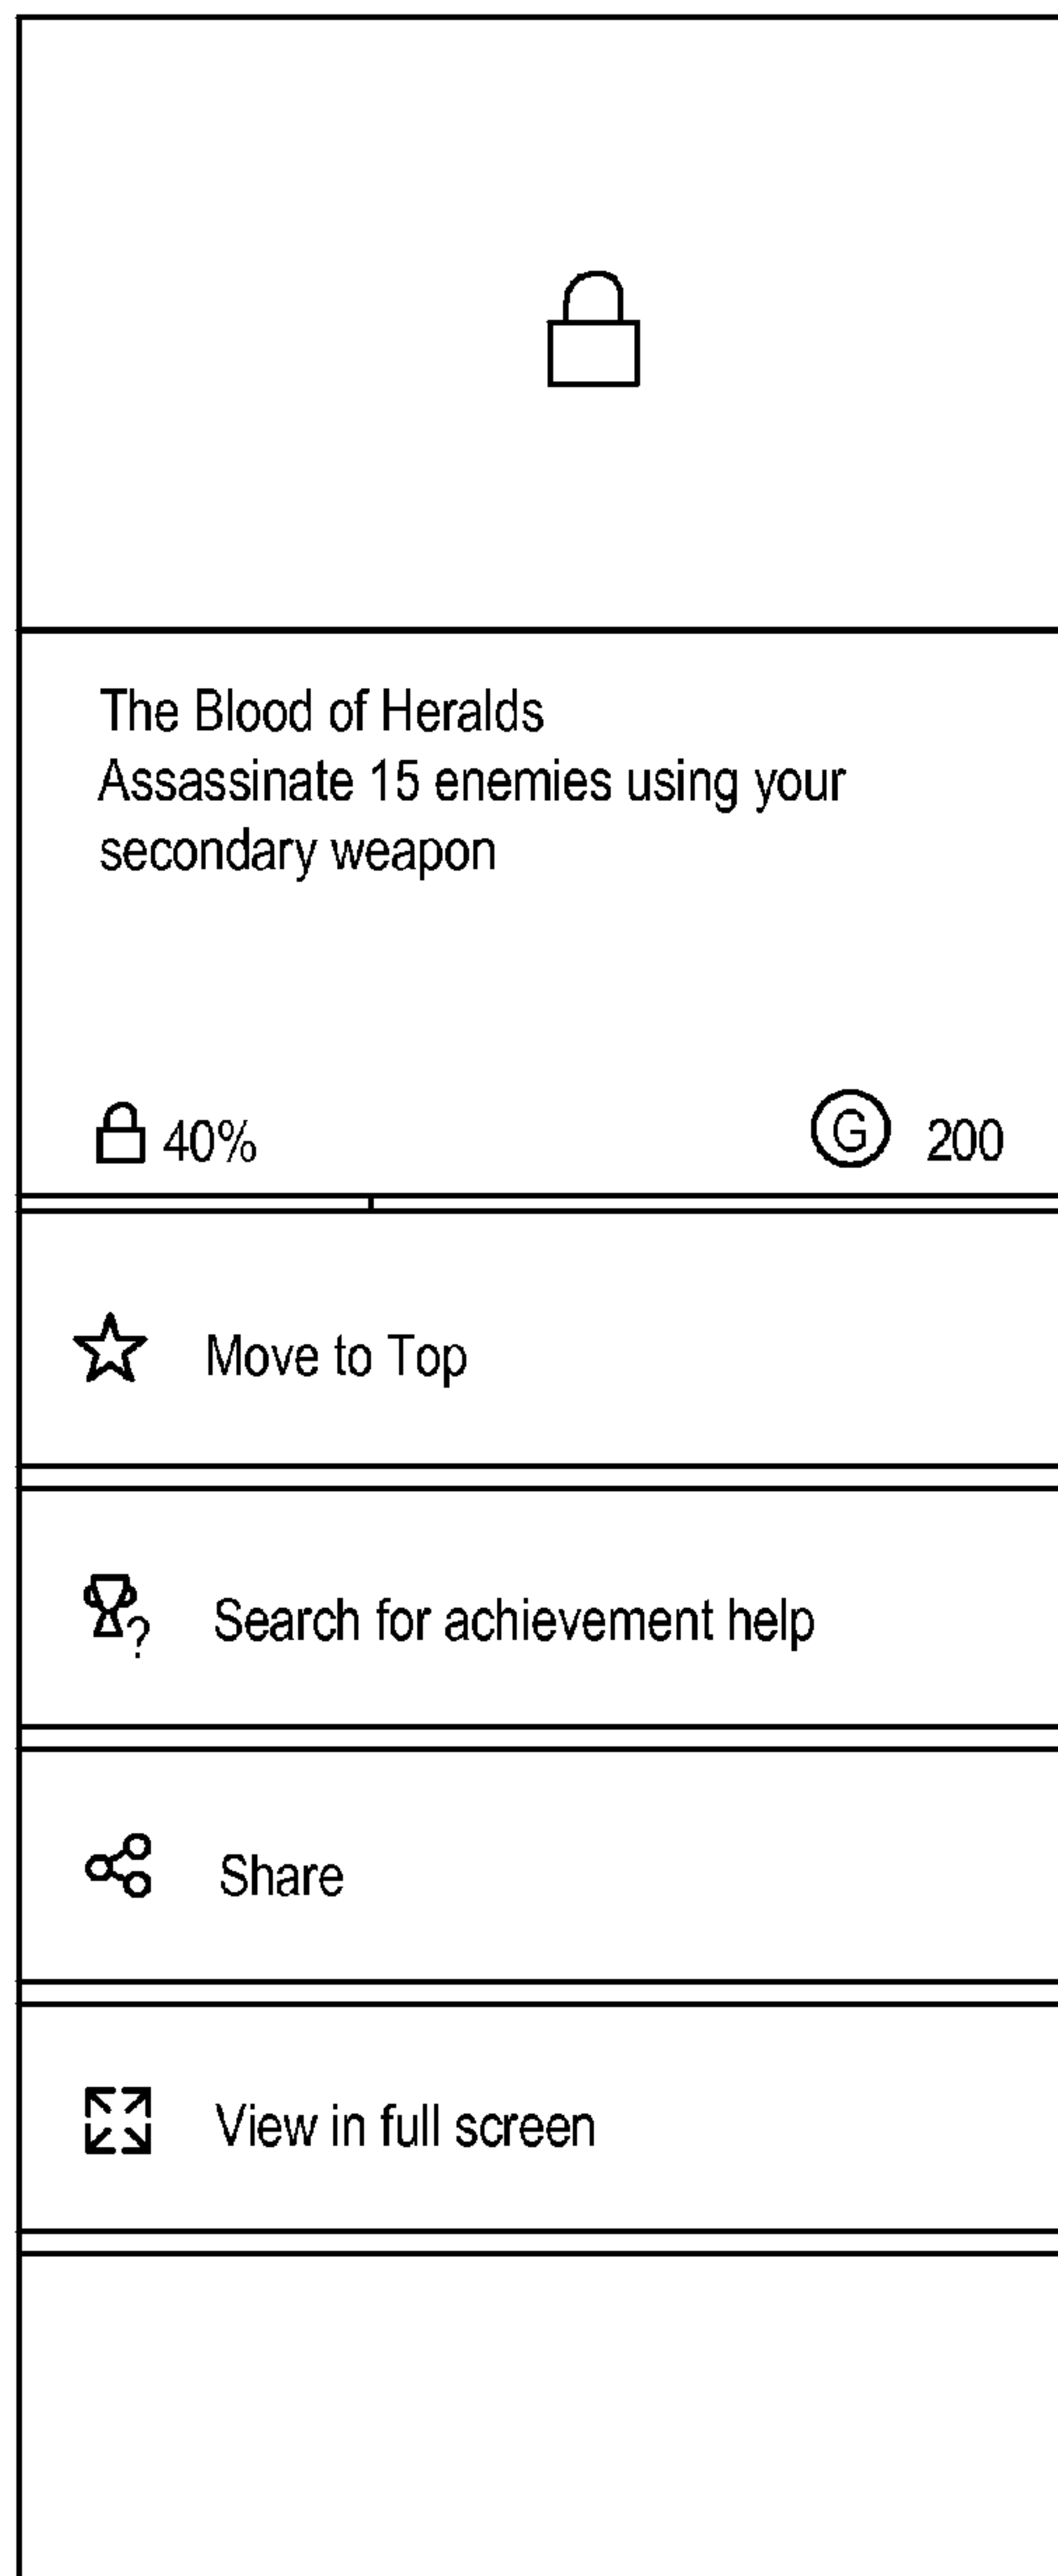 The Blood of Heralds
Assassinate 15 enemies using your
secondary weapon
40%
G 200
Move to Top
?
Search for achievement help
Share
View in full screen